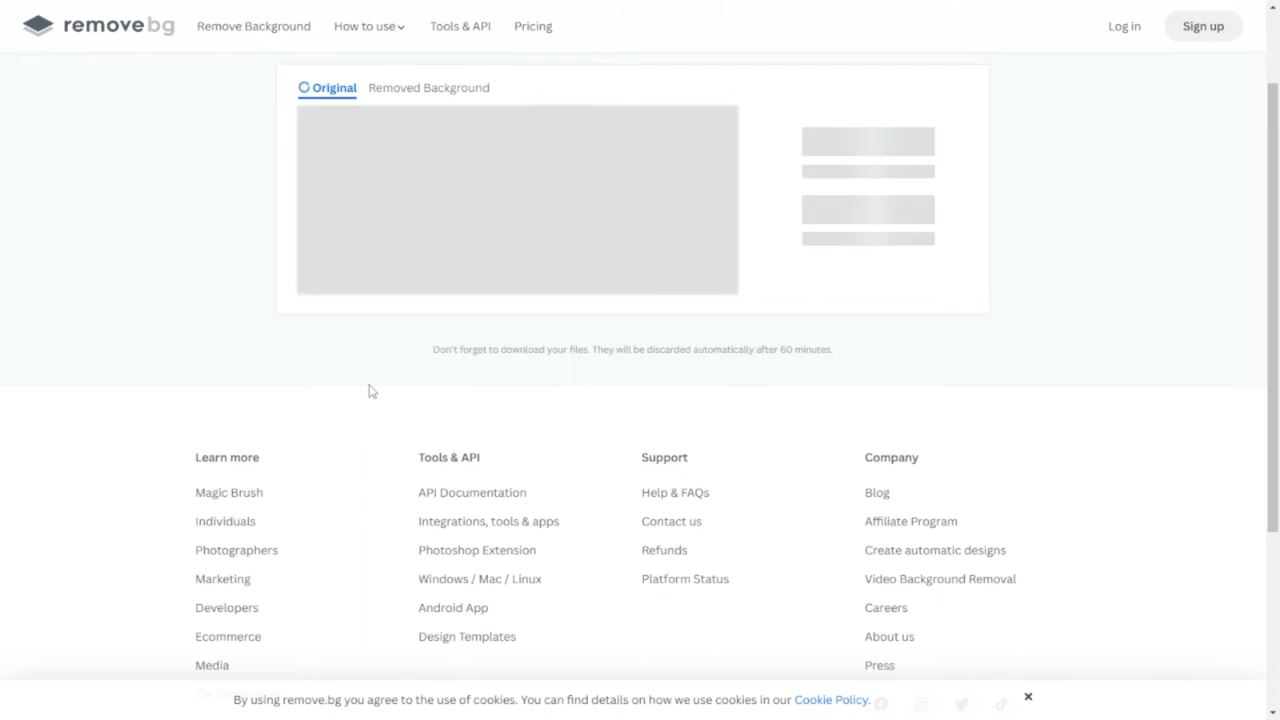 removebg Remove Background How to use Tools & API Pricing Log in Sign up
Original Removed Background
Don't forget to download your files. They will be discarded automatically after 60 minutes.
Learn more Tools & API Support Company
Magic Brush API Documentation Help & FAQs Blog
Individuals Integrations, tools & apps Contact us Affiliate Program
Photographers Photoshop Extension Refunds Create automatic designs
Marketing Windows / Mac / Linux Platform Status Video Background Removal
Developers Android App Careers
Ecommerce Design Templates About us
Media Press
By using remove.bg you agree to the use of cookies. You can find details on how we use cookies in our Cookie Policy.